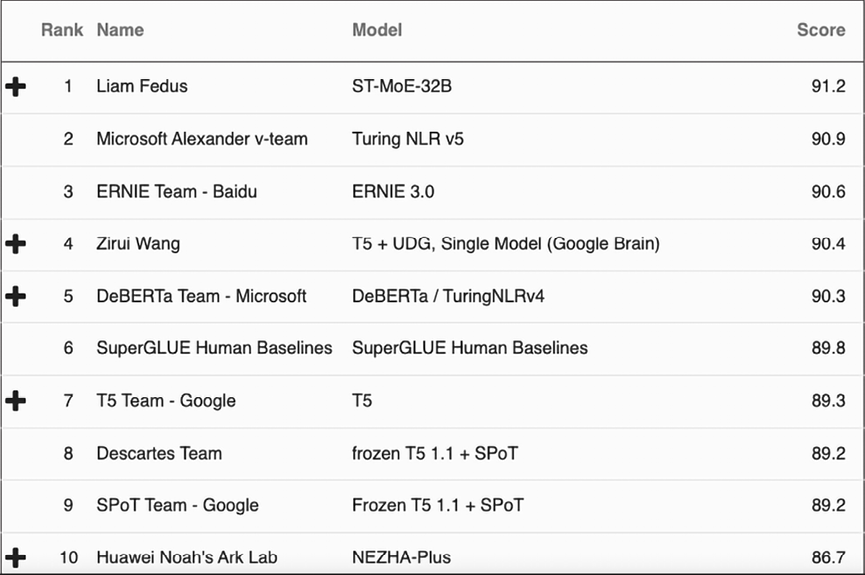 Rank Name Model Score
1 Liam Fedus ST-MoE-32B 91.2
2 Microsoft Alexander v-team Turing NLR v5 90.9
3 ERNIE Team - Baidu ERNIE 3.0 90.6
4 Zirui Wang T5 + UDG, Single Model (Google Brain) 90.4
5 DeBERTa Team - Microsoft DeBERTa / TuringNLRv4 90.3
6 SuperGLUE Human Baselines SuperGLUE Human Baselines 89.8
7 T5 Team - Google T5 89.3
8 Descartes Team frozen T5 1.1 + SPoT 89.2
9 SPoT Team - Google Frozen T5 1.1 + SPoT 89.2
10 Huawei Noah's Ark Lab NEZHA-Plus 86.7